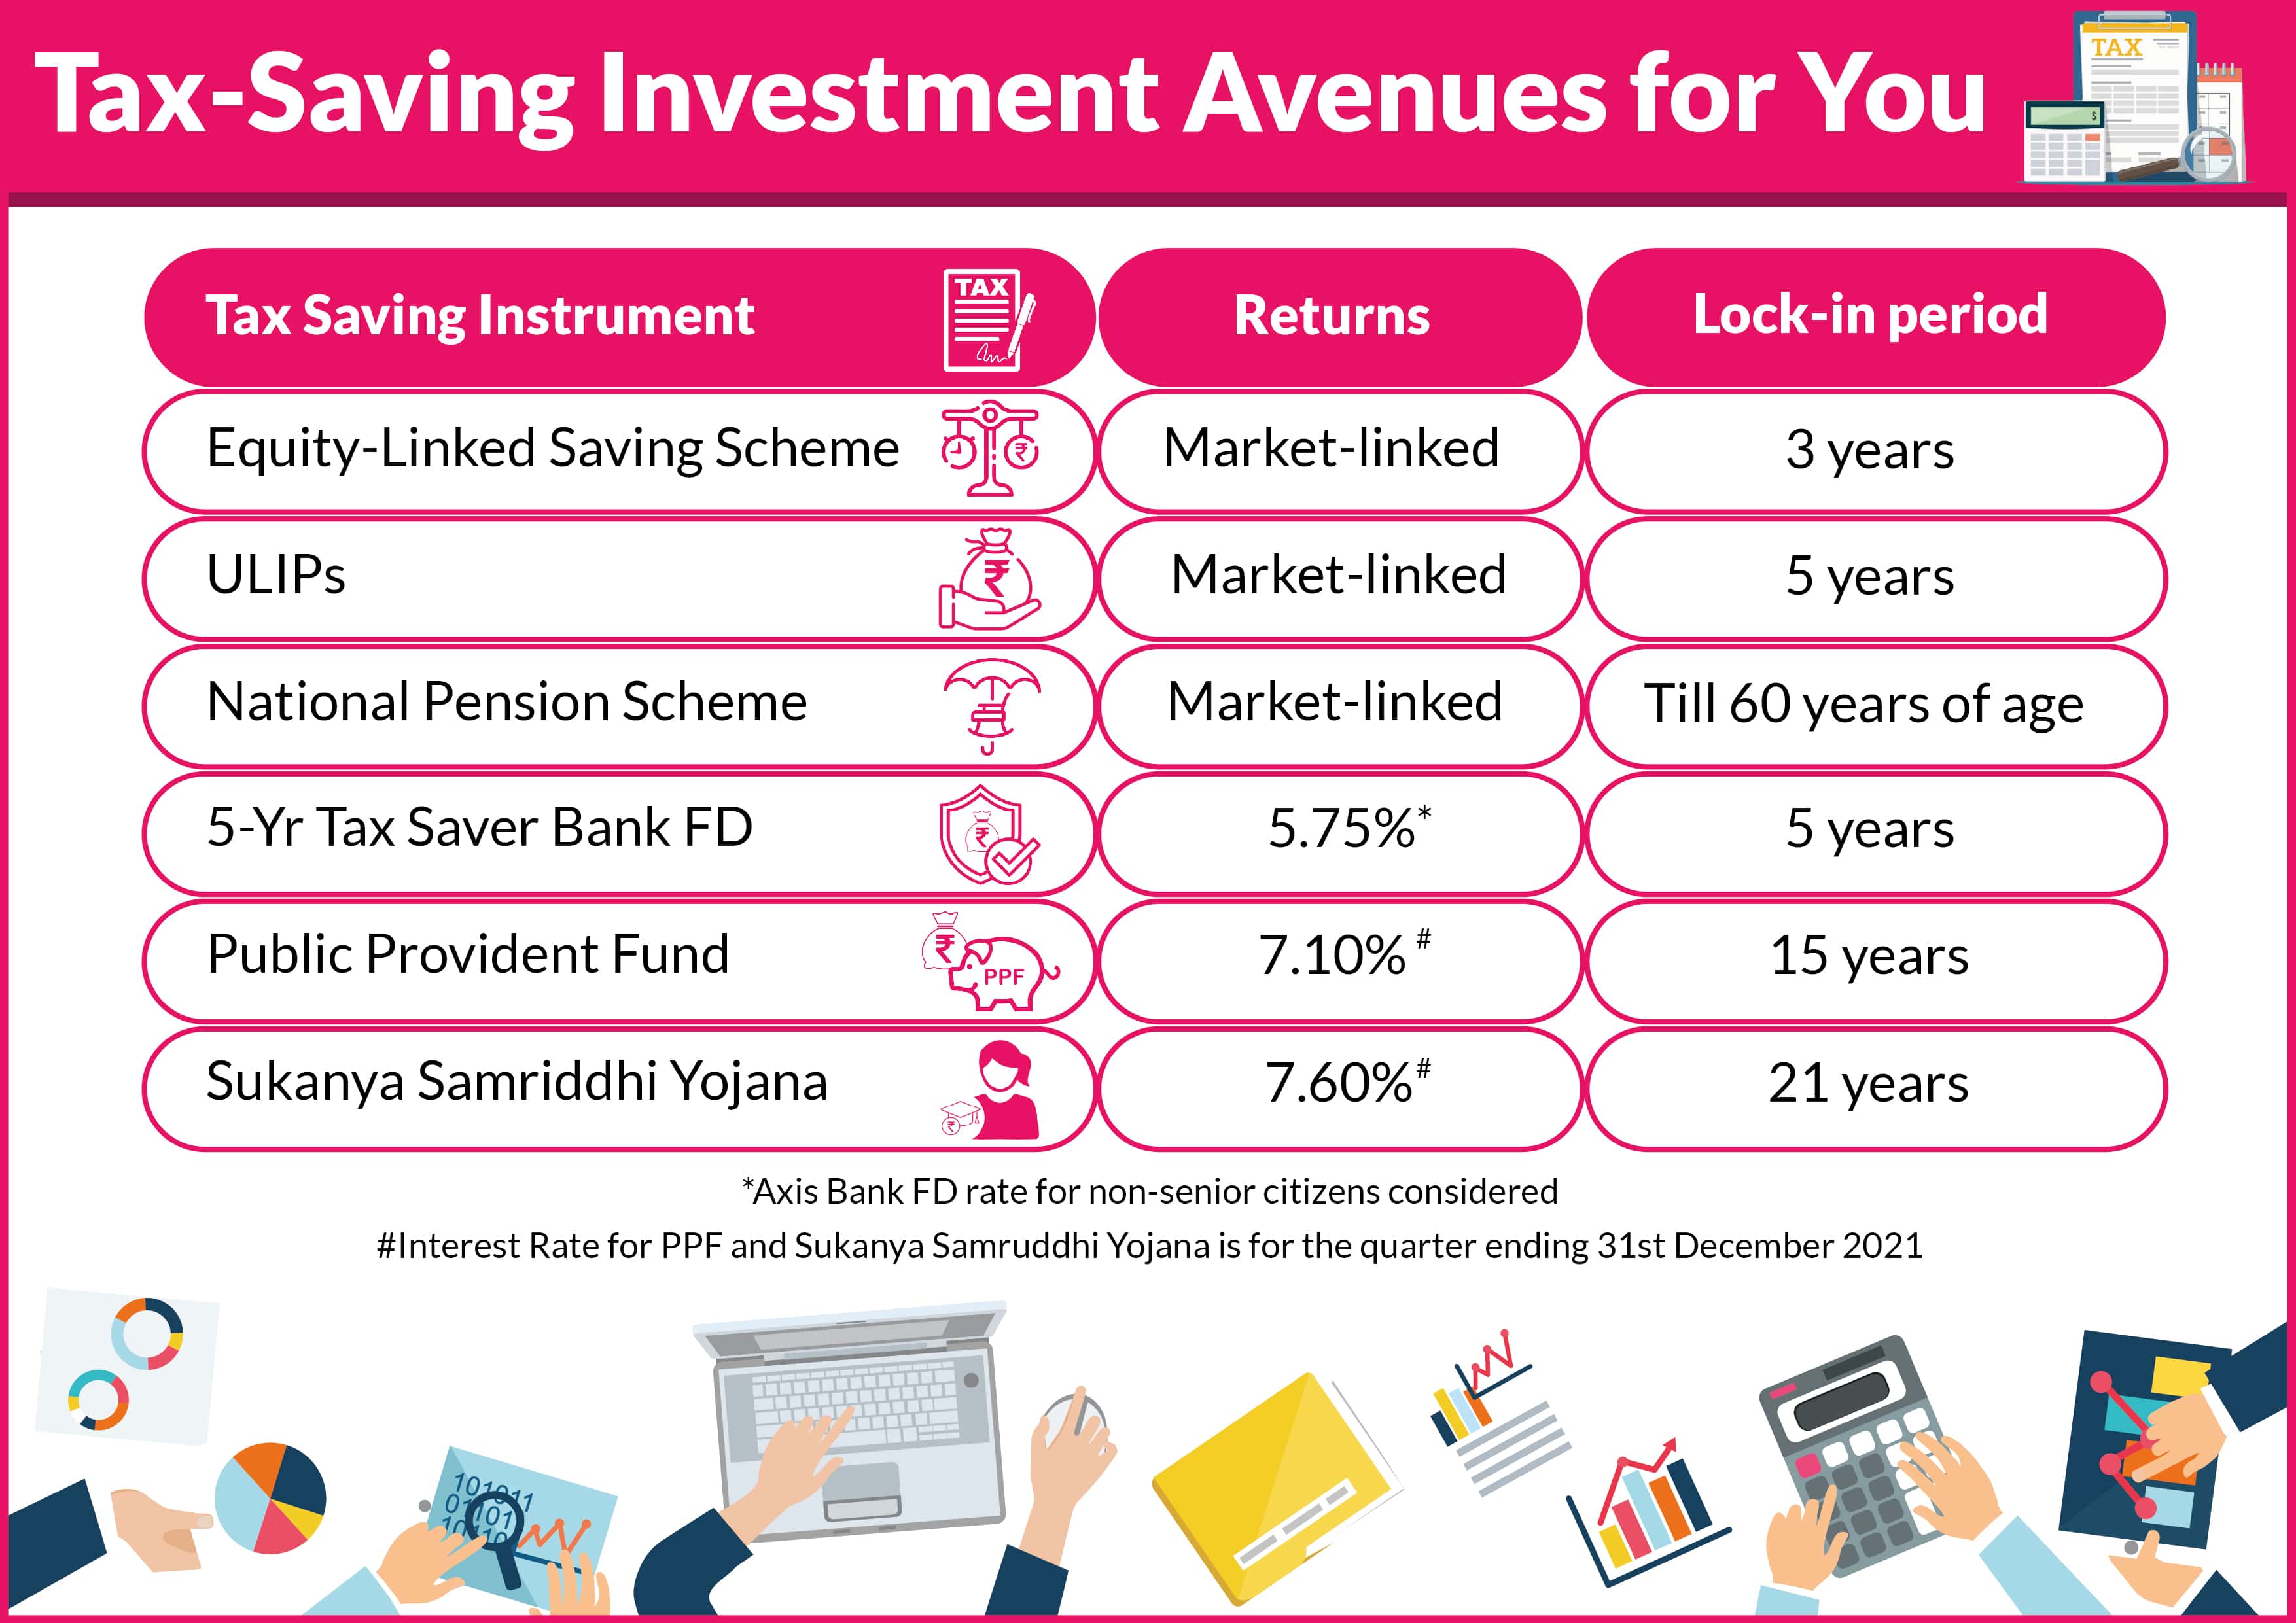 Tax-Saving Investment Avenues for You
TAX
$
Tax Saving Instrument
TAX
Returns
Lock-in period
Equity-Linked Saving Scheme
₹
Market-linked
3 years
ULIPs
₹
Market-linked
5 years
National Pension Scheme
Market-linked
Till 60 years of age
5-Yr Tax Saver Bank FD
₹
5.75%*
5 years
Public Provident Fund
₹
PPF
7.10% #
15 years
Sukanya Samriddhi Yojana
₹
7.60%#
21 years
*Axis Bank FD rate for non-senior citizens considered
#Interest Rate for PPF and Sukanya Samruddhi Yojana is for the quarter ending 31st December 2021
101011